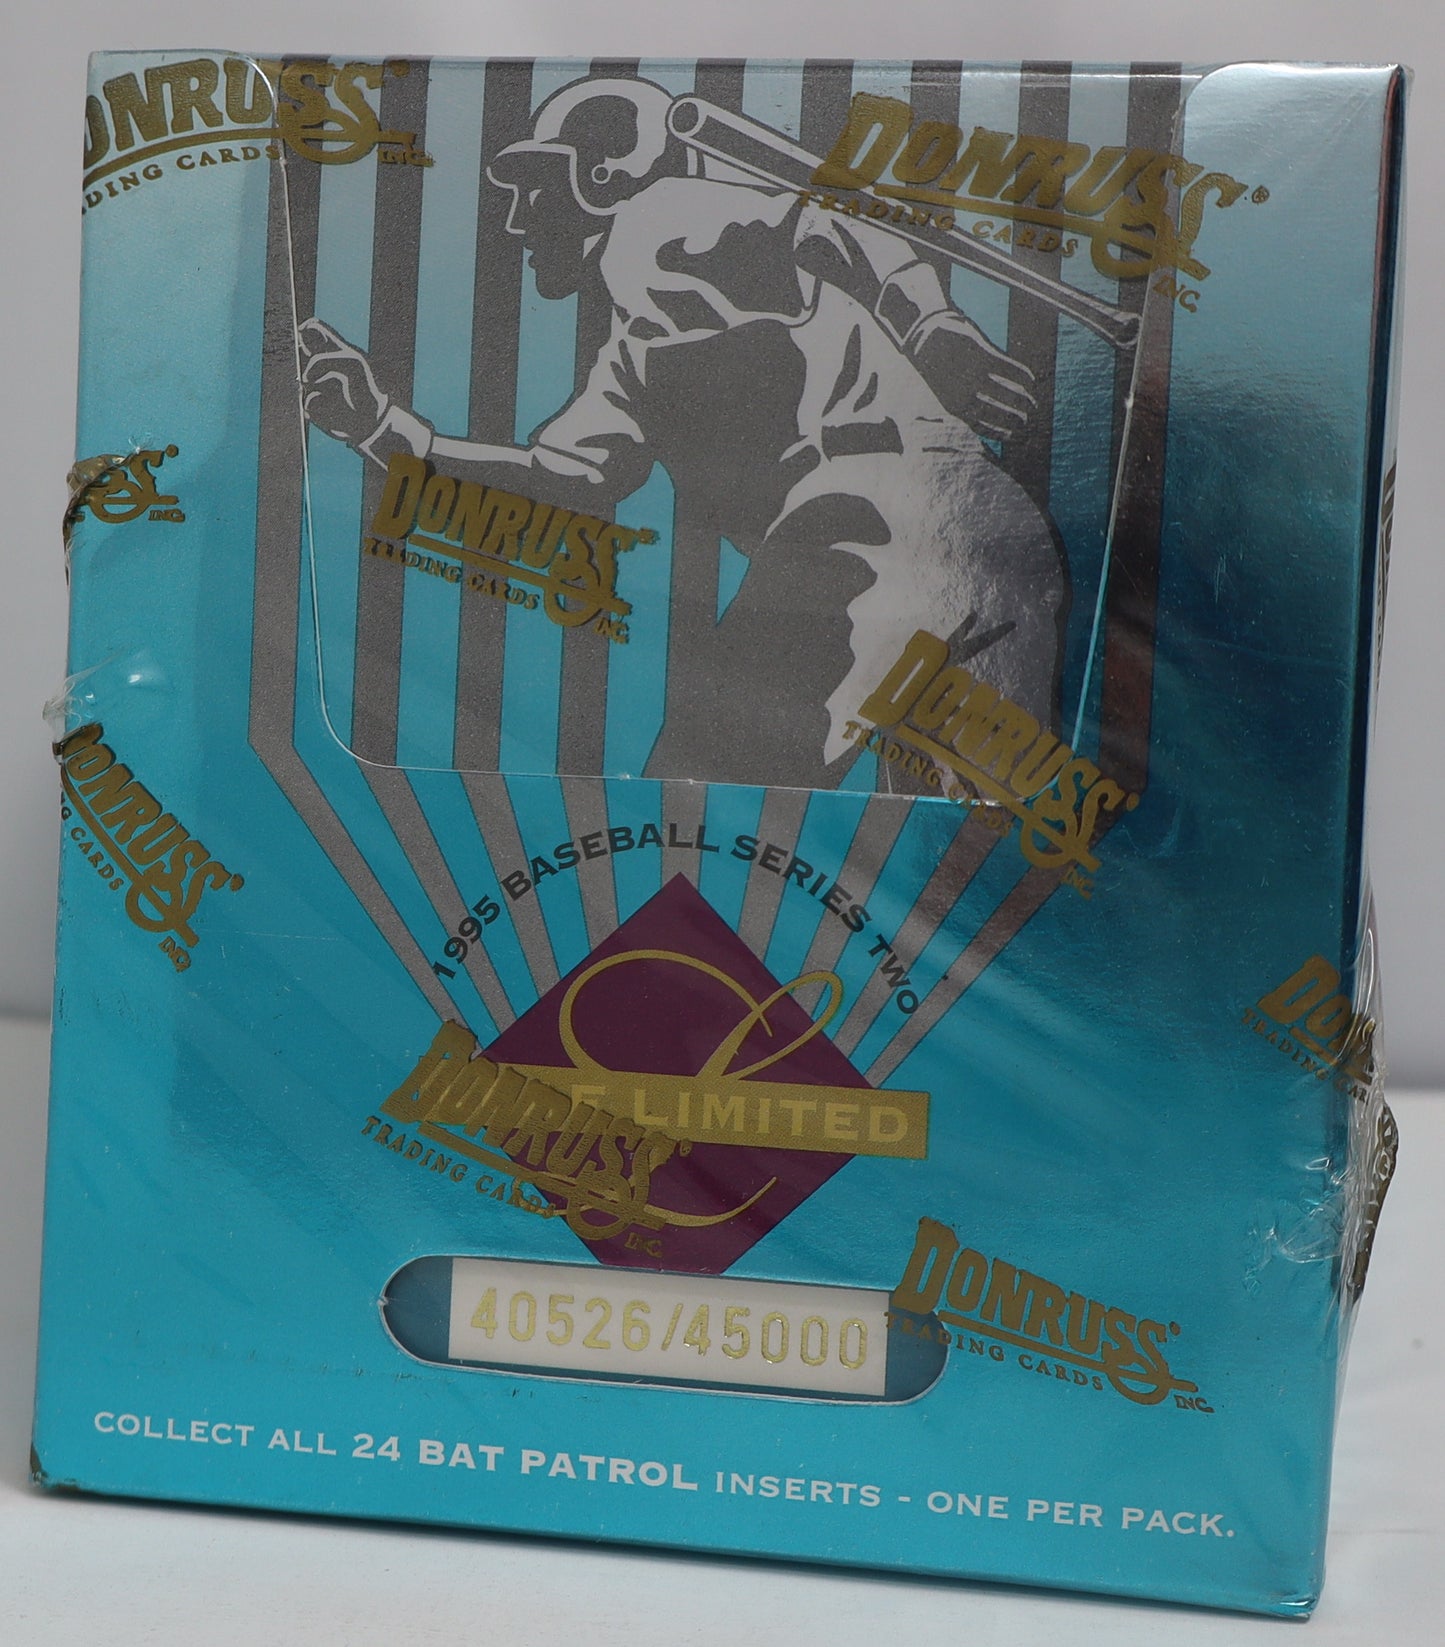 DONRUSS
TRADING CARDS INC.
DONRUSS®
TRADING CARDS INC.
INC.
DONRUSS
TRADING CARDS INC.
DONRUSS
TRADING CARDS INC.
DONRUSS
CARDS INC.
1995 BASEBALL SERIES TWO
L
LIMITED
DONRUSS
TRADING CARDS INC.
DONRUSS
TRADING CARDS INC.
40526/45000
COLLECT ALL 24 BAT PATROL INSERTS - ONE PER PACK.